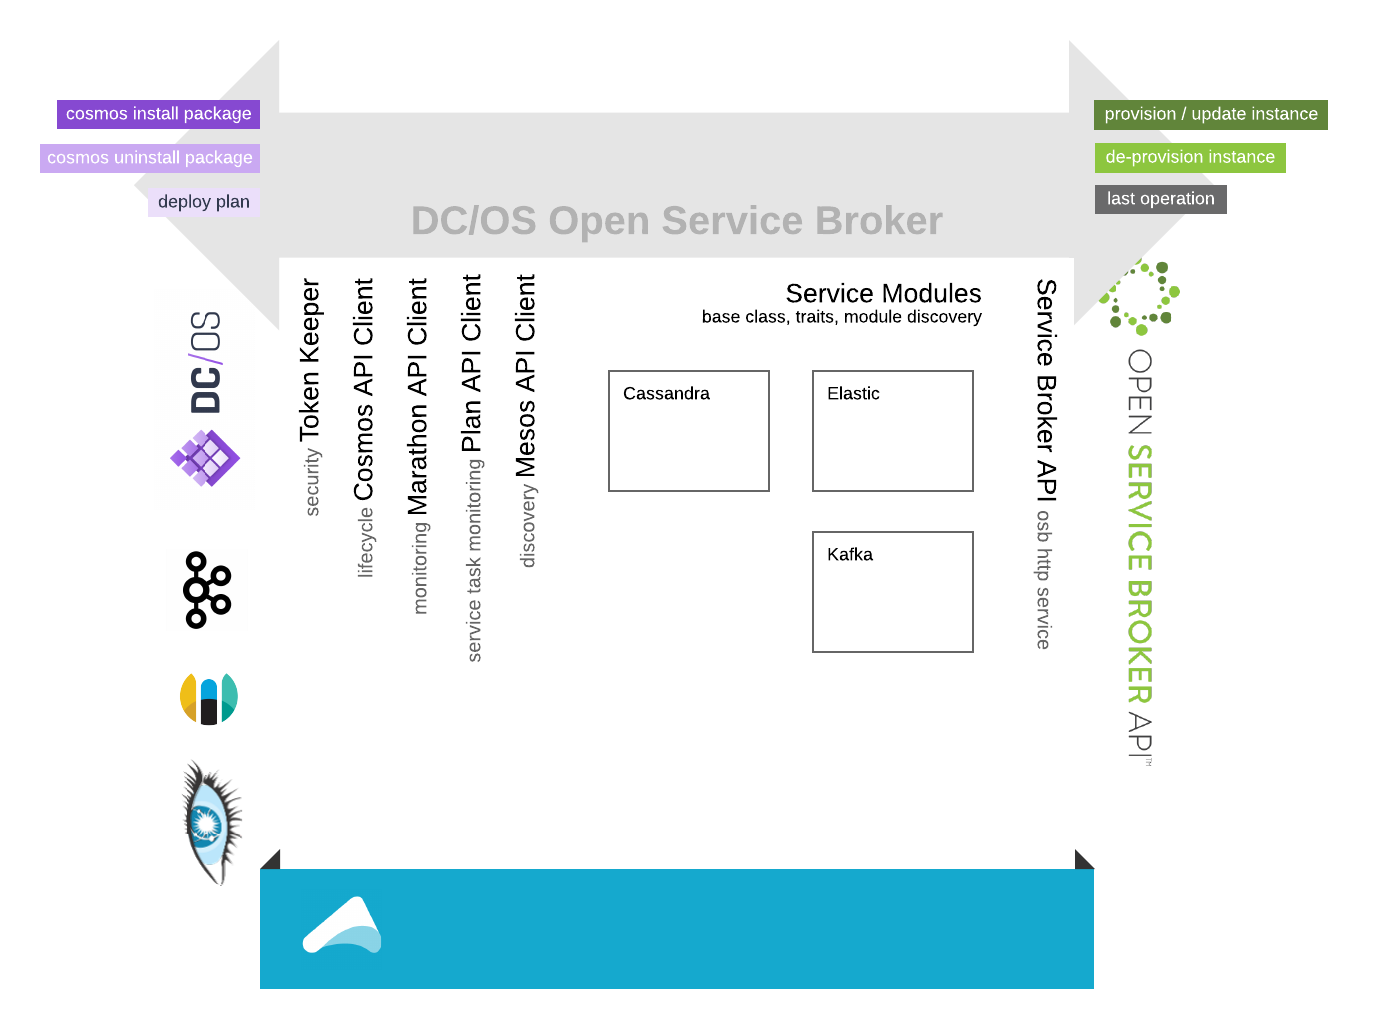 cosmos install package
cosmos uninstall package
deploy plan
DC/OS Open Service Broker
provision / update instance
de-provision instance
last operation
DC/OS
security Token Keeper
lifecycle Cosmos API Client
monitoring Marathon API Client
service task monitoring Plan API Client
discovery Mesos API Client
Service Modules
base class, traits, module discovery
Cassandra
Elastic
Kafka
Service Broker API osb http service
OPEN SERVICE BROKER API™